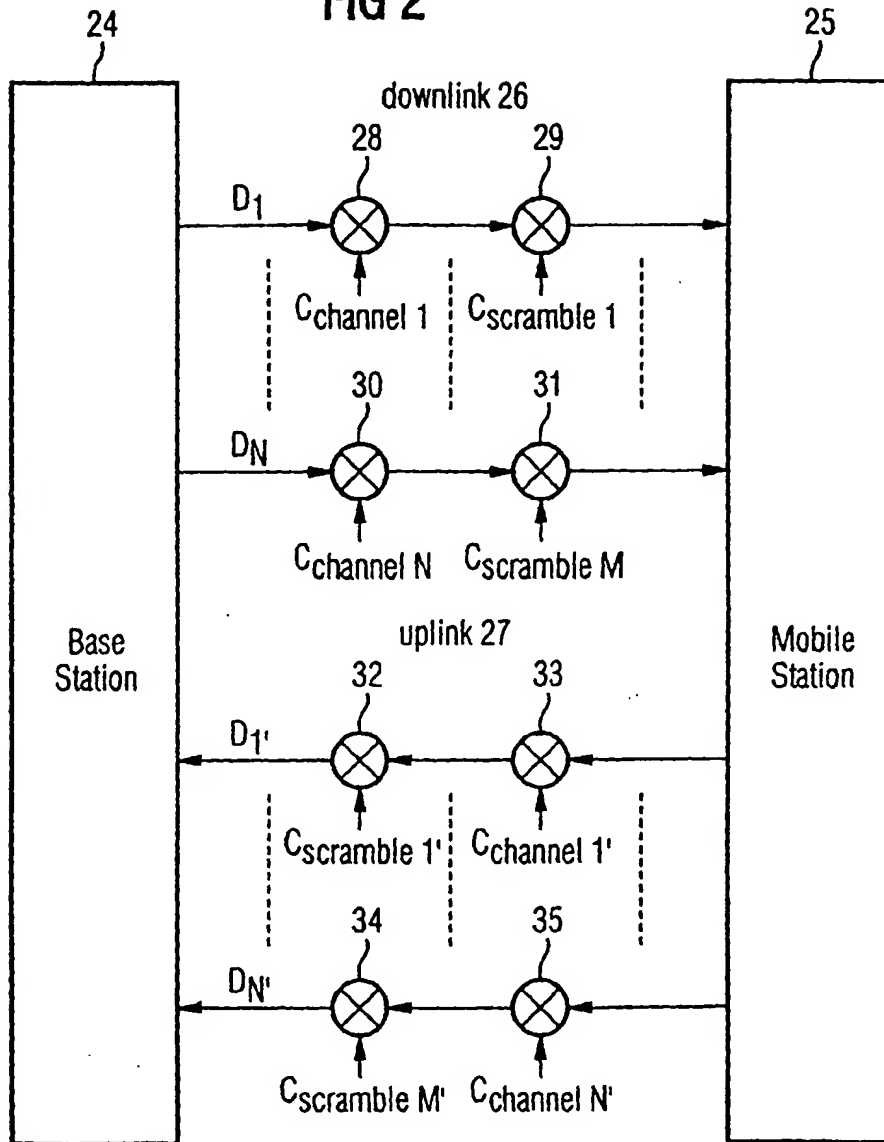 FIG 2
24
25
downlink 26
28
29
D1
Cchannel 1
Cscramble 1
30
31
DN
Cchannel N
Cscramble M
Base
Station
uplink 27
Mobile
Station
32
33
D1'
Cscramble 1'
Cchannel 1'
34
35
DN'
Cscramble M'
Cchannel N'